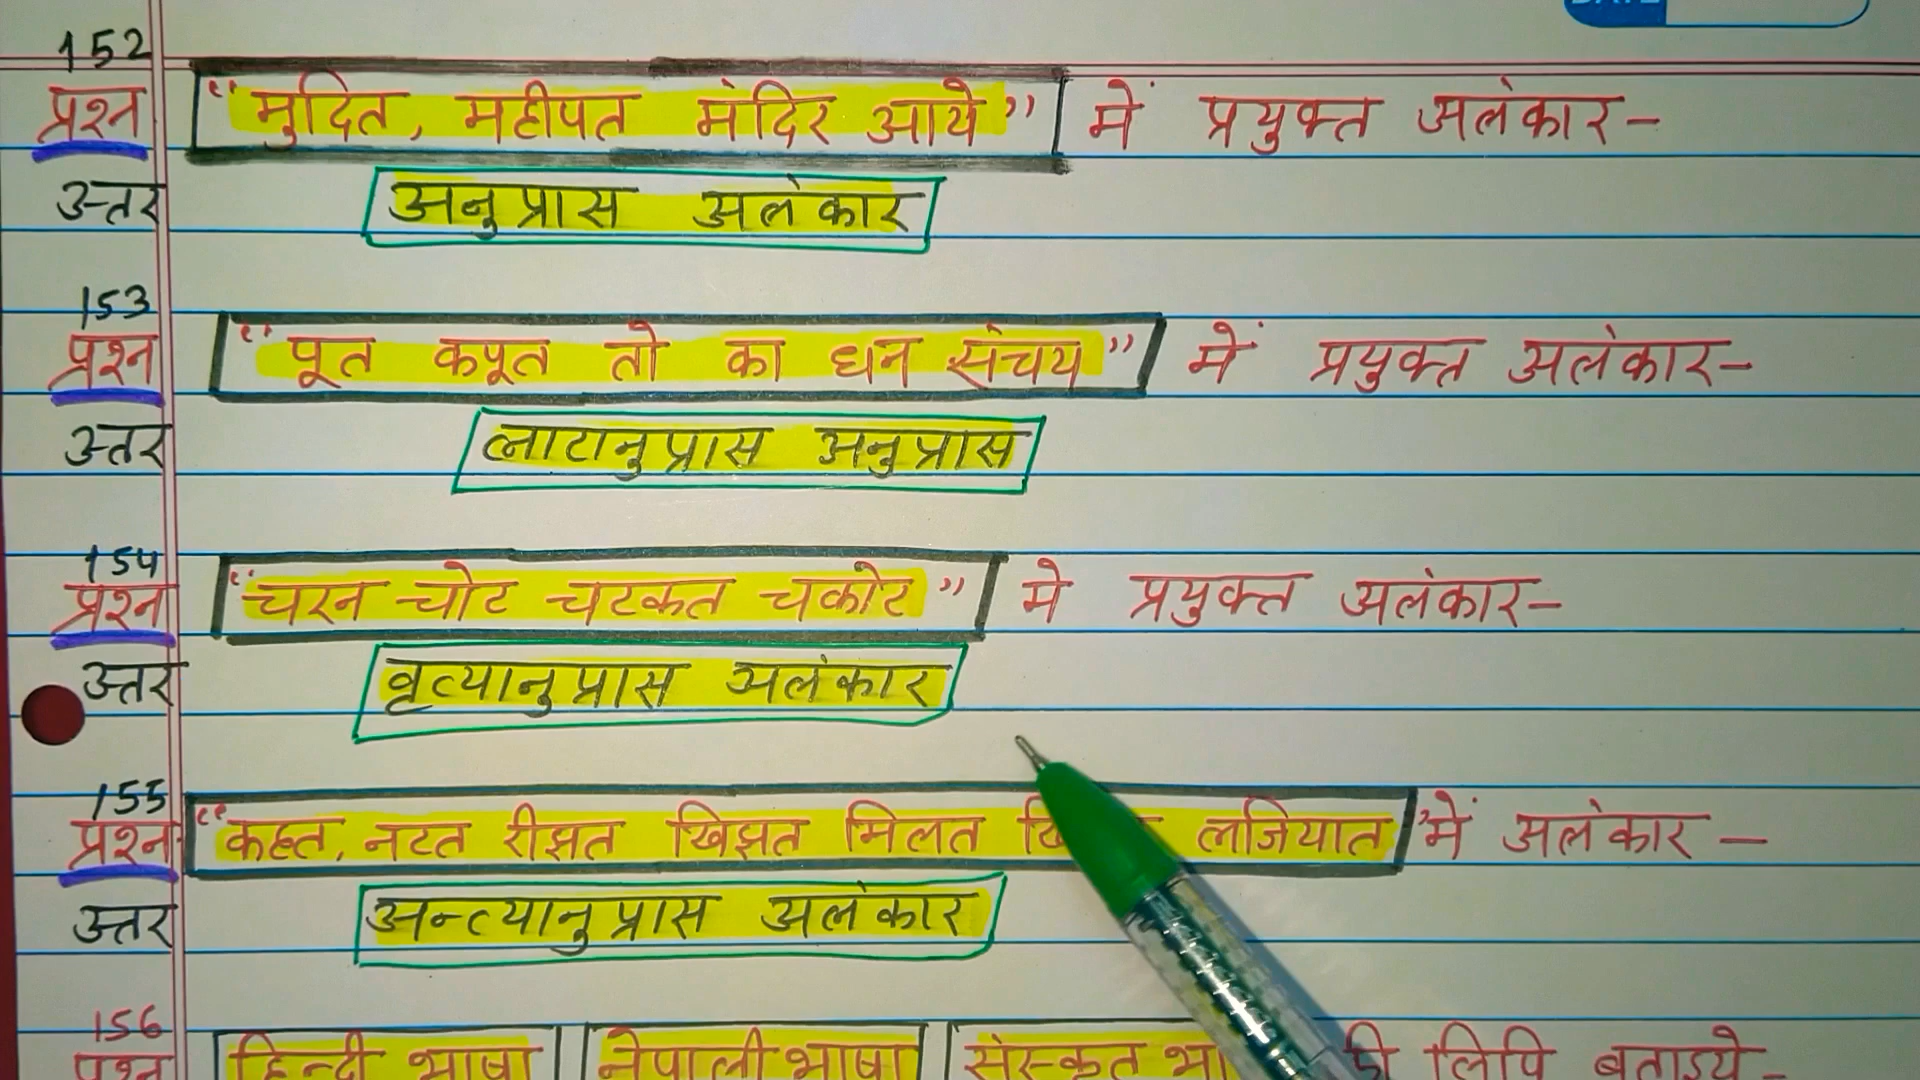 DATE
152
प्रश्न "मुदित, महीपत मंदिर आये" में प्रयुक्त अलंकार-
उत्तर अनुप्रास अलंकार
153
प्रश्न "पूत कपूत तो का धन संचय" में प्रयुक्त अलंकार-
उत्तर लाटानुप्रास अनुप्रास
154
प्रश्न "चरन चोट चटकत चकोट" में प्रयुक्त अलंकार-
उत्तर वृत्यानुप्रास अलंकार
155
प्रश्न "कहत, नटत रीझत खिझत मिलत लजियात" में अलंकार-
उत्तर अन्त्यानुप्रास अलंकार
156
प्रश्न हिन्दी भाषा नेपाली भाषा संस्कृत लिपि बताइये-